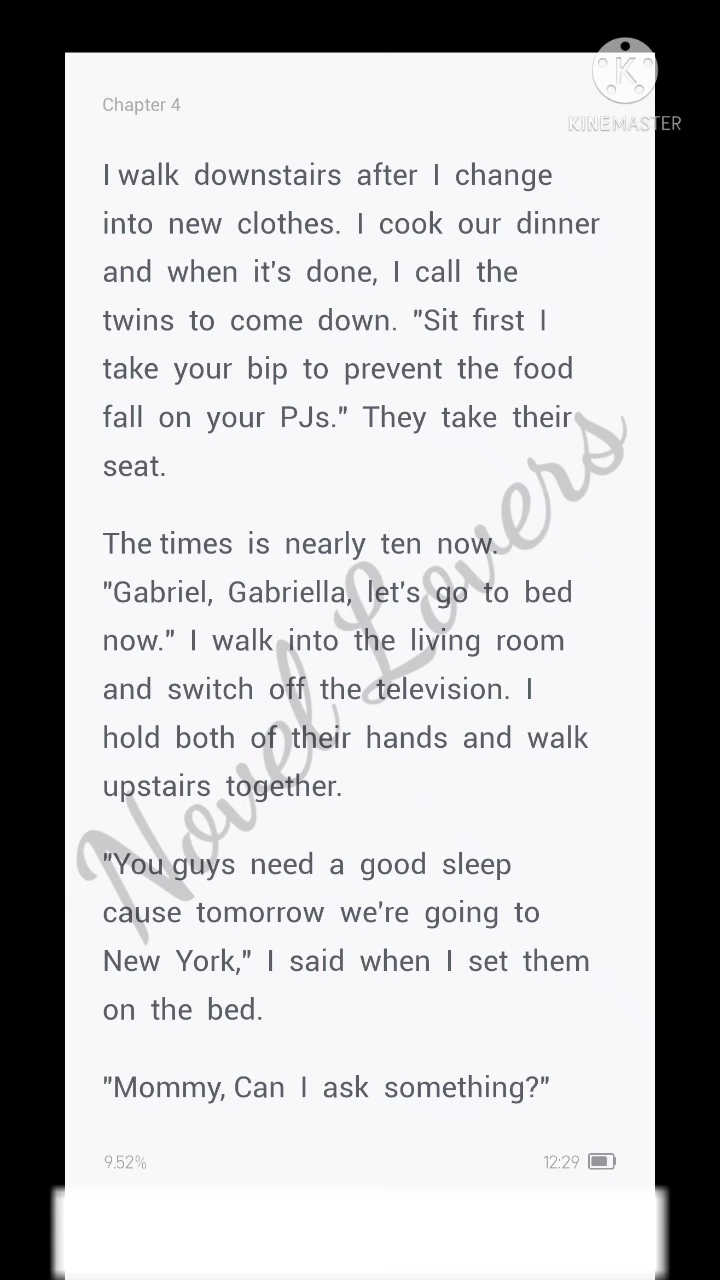 Chapter 4
K
KINEMASTER
I walk downstairs after I change
into new clothes. I cook our dinner
and when it's done, I call the
twins to come down. "Sit first I
take your bip to prevent the food
fall on your PJs." They take their
seat.
The times is nearly ten now.
"Gabriel, Gabriella, let's go to bed
now." I walk into the living room
and switch off the television. I
hold both of their hands and walk
upstairs together.
"You guys need a good sleep
cause tomorrow we're going to
New York," I said when I set them
on the bed.
"Mommy, Can I ask something?"
Novel Lovers
9.52%
12:29